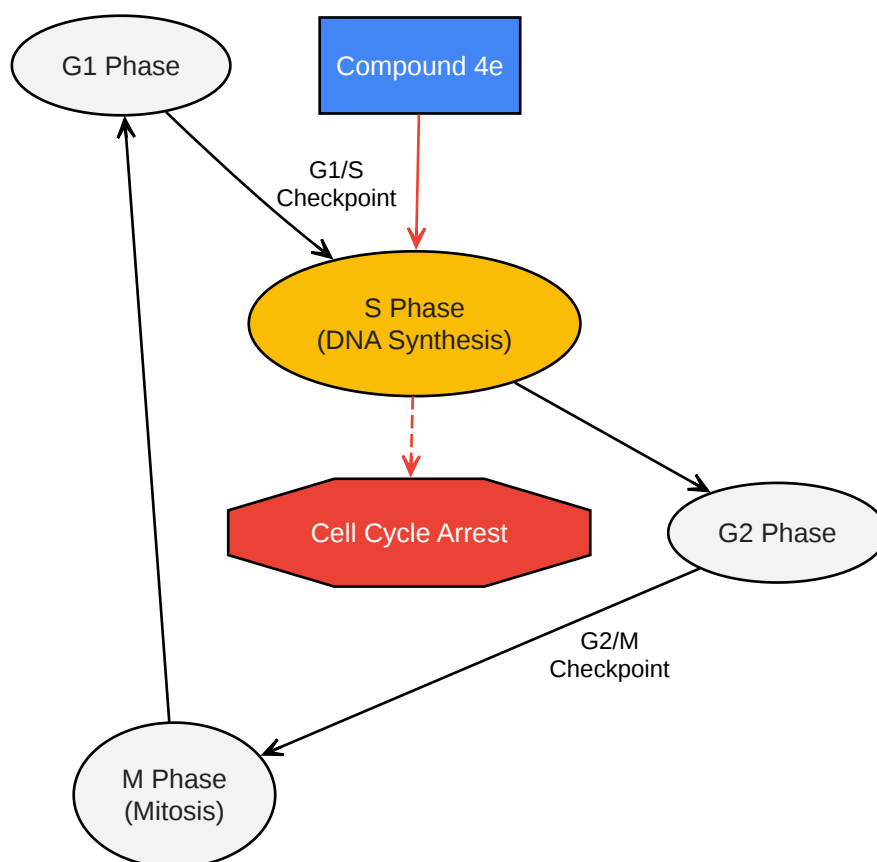 G1 Phase
Compound 4e
G1/S
Checkpoint
S Phase
(DNA Synthesis)
Cell Cycle Arrest
G2 Phase
G2/M
Checkpoint
M Phase
(Mitosis)